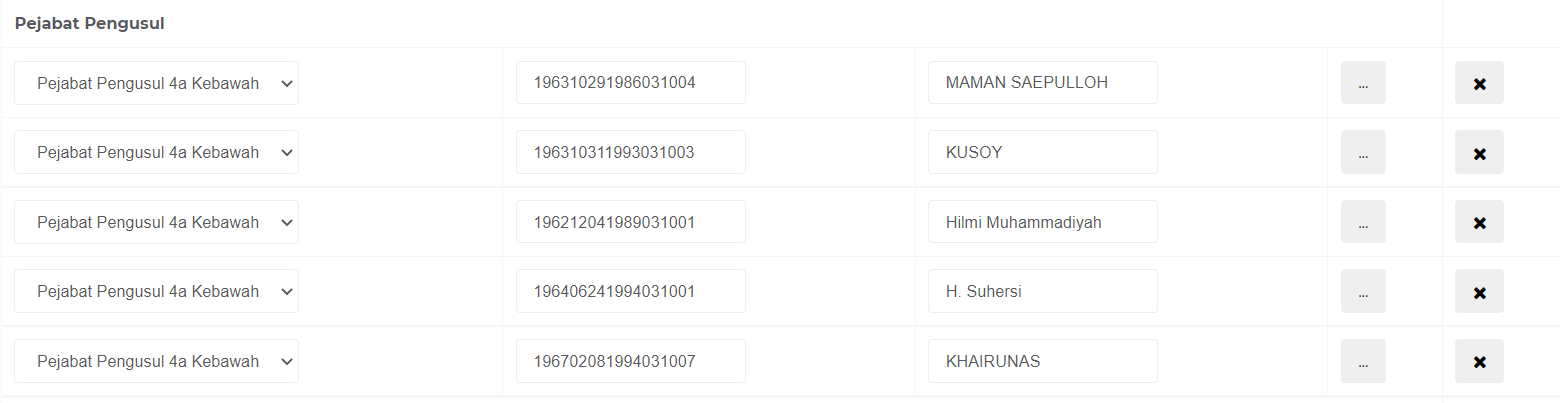 Pejabat Pengusul
Pejabat Pengusul 4a Kebawah 196310291986031004 MAMAN SAEPULLOH ...
Pejabat Pengusul 4a Kebawah 196310311993031003 KUSOY ...
Pejabat Pengusul 4a Kebawah 196212041989031001 Hilmi Muhammadiyah ...
Pejabat Pengusul 4a Kebawah 196406241994031001 H. Suhersi ...
Pejabat Pengusul 4a Kebawah 196702081994031007 KHAIRUNAS ...